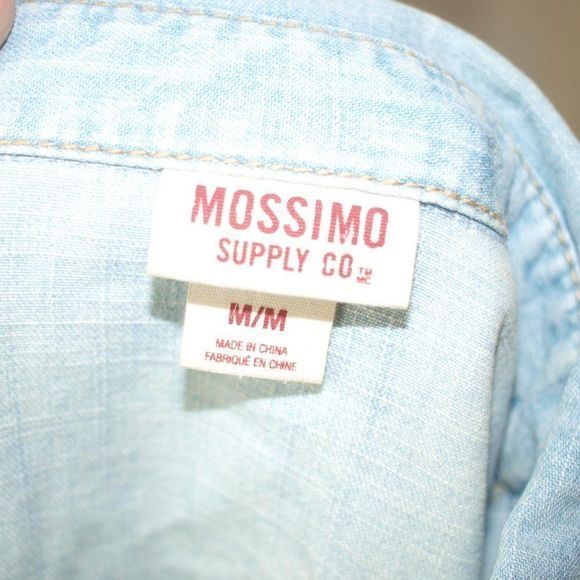 MOSSIMO
SUPPLY CO TM
MC
M/M
MADE IN CHINA
FABRIQUÉ EN CHINE